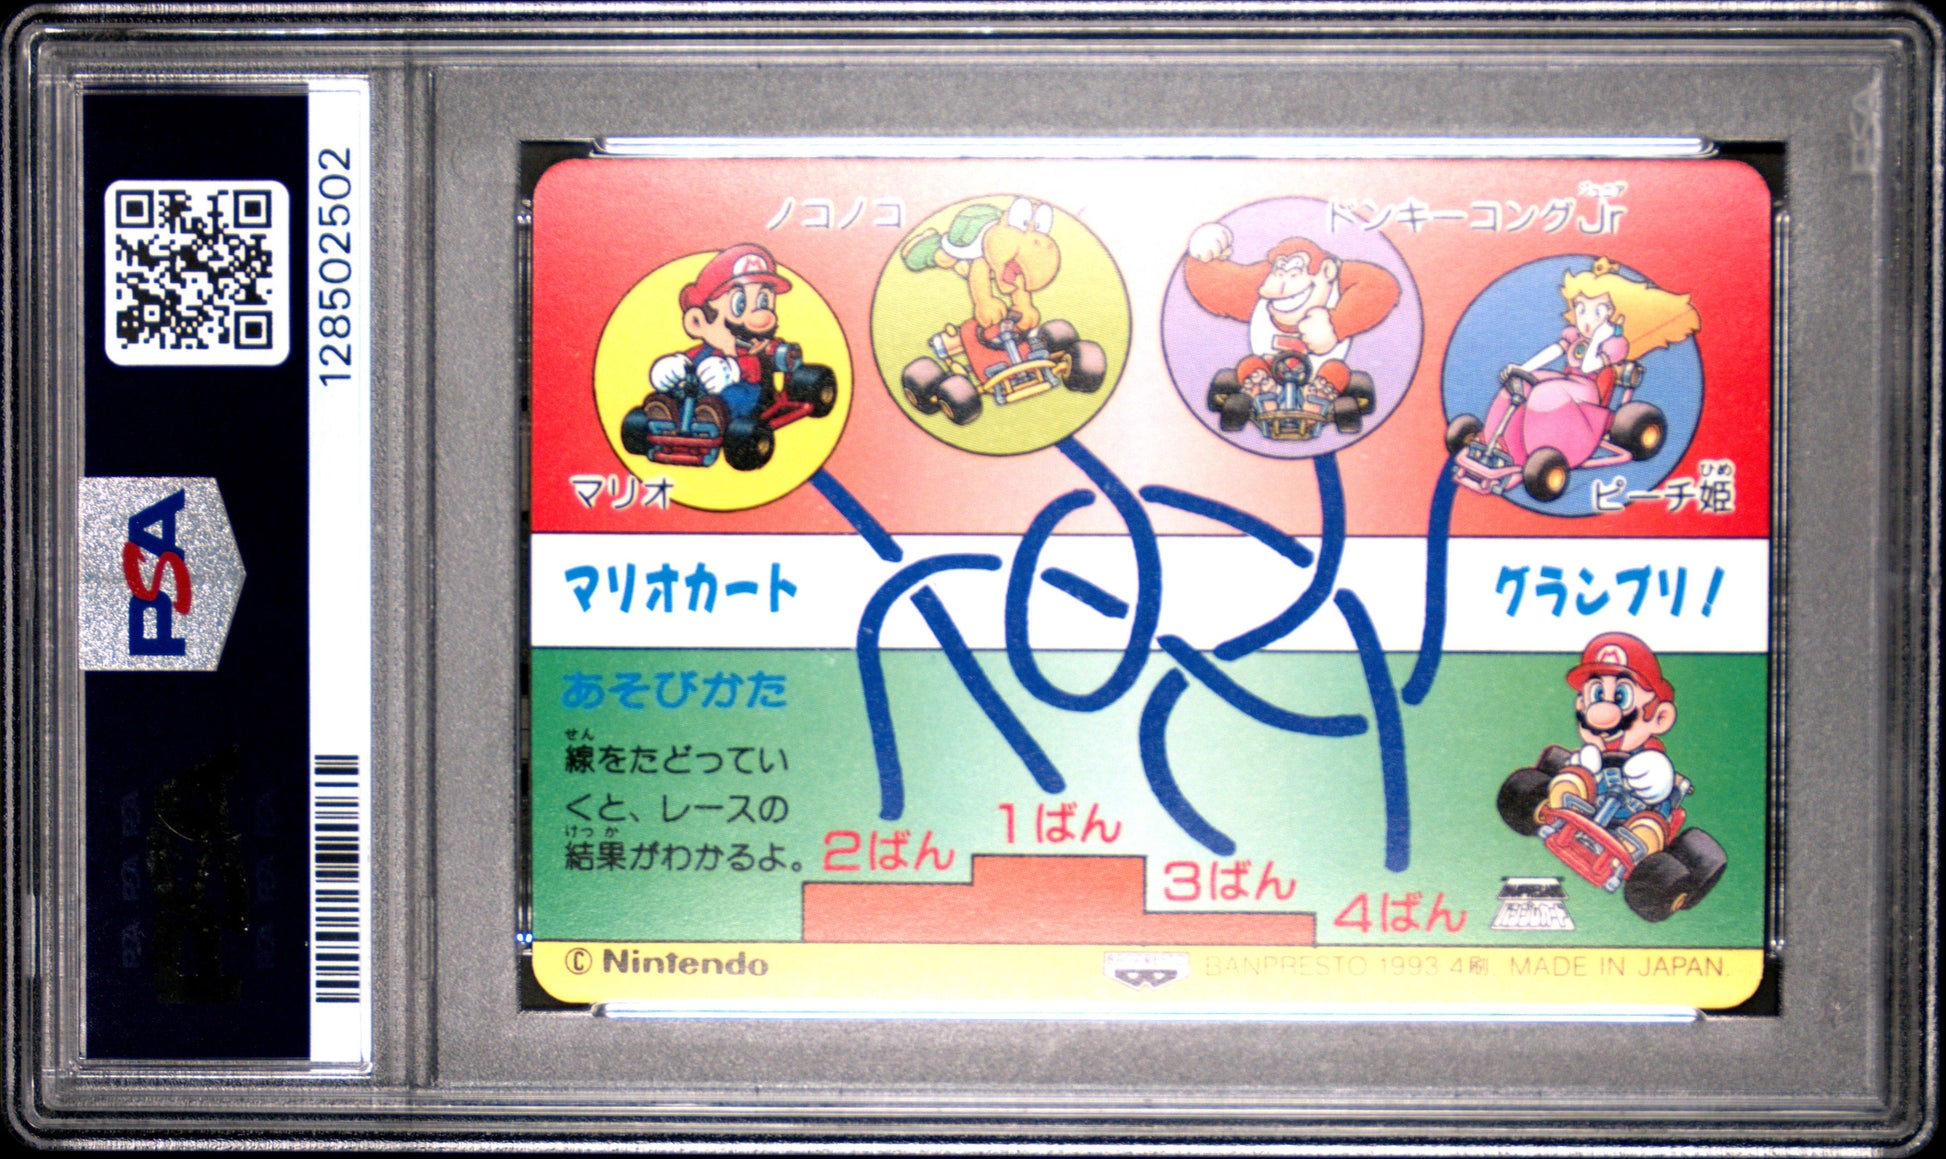 128502502
PSA
ノコノコ
ジュニア
ドンキーコングJr
マリオ
ひめ
ピーチ姫
マリオカート
グランプリ!
あそびかた
せん
線をたどってい
くと、レースの
けっか
結果がわかるよ。
1ばん
2ばん
3ばん
4ばん
© Nintendo
BANPRESTO 1993 4刷 MADE IN JAPAN.